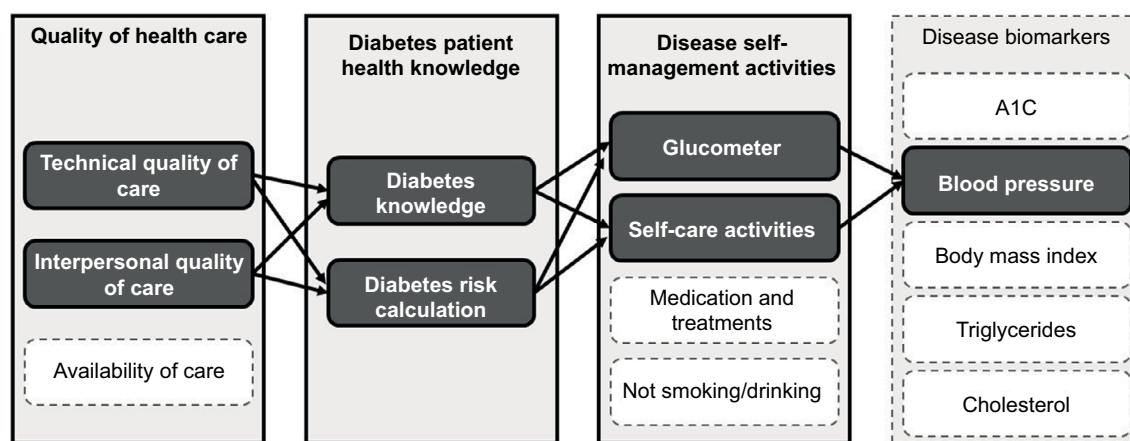 Quality of health care
Technical quality of
care
Interpersonal quality
of care
Availability of care
Diabetes patient
health knowledge
Diabetes
knowledge
Diabetes risk
calculation
Disease self-
management activities
Glucometer
Self-care activities
Medication and
treatments
Not smoking/drinking
Disease biomarkers
A1C
Blood pressure
Body mass index
Triglycerides
Cholesterol